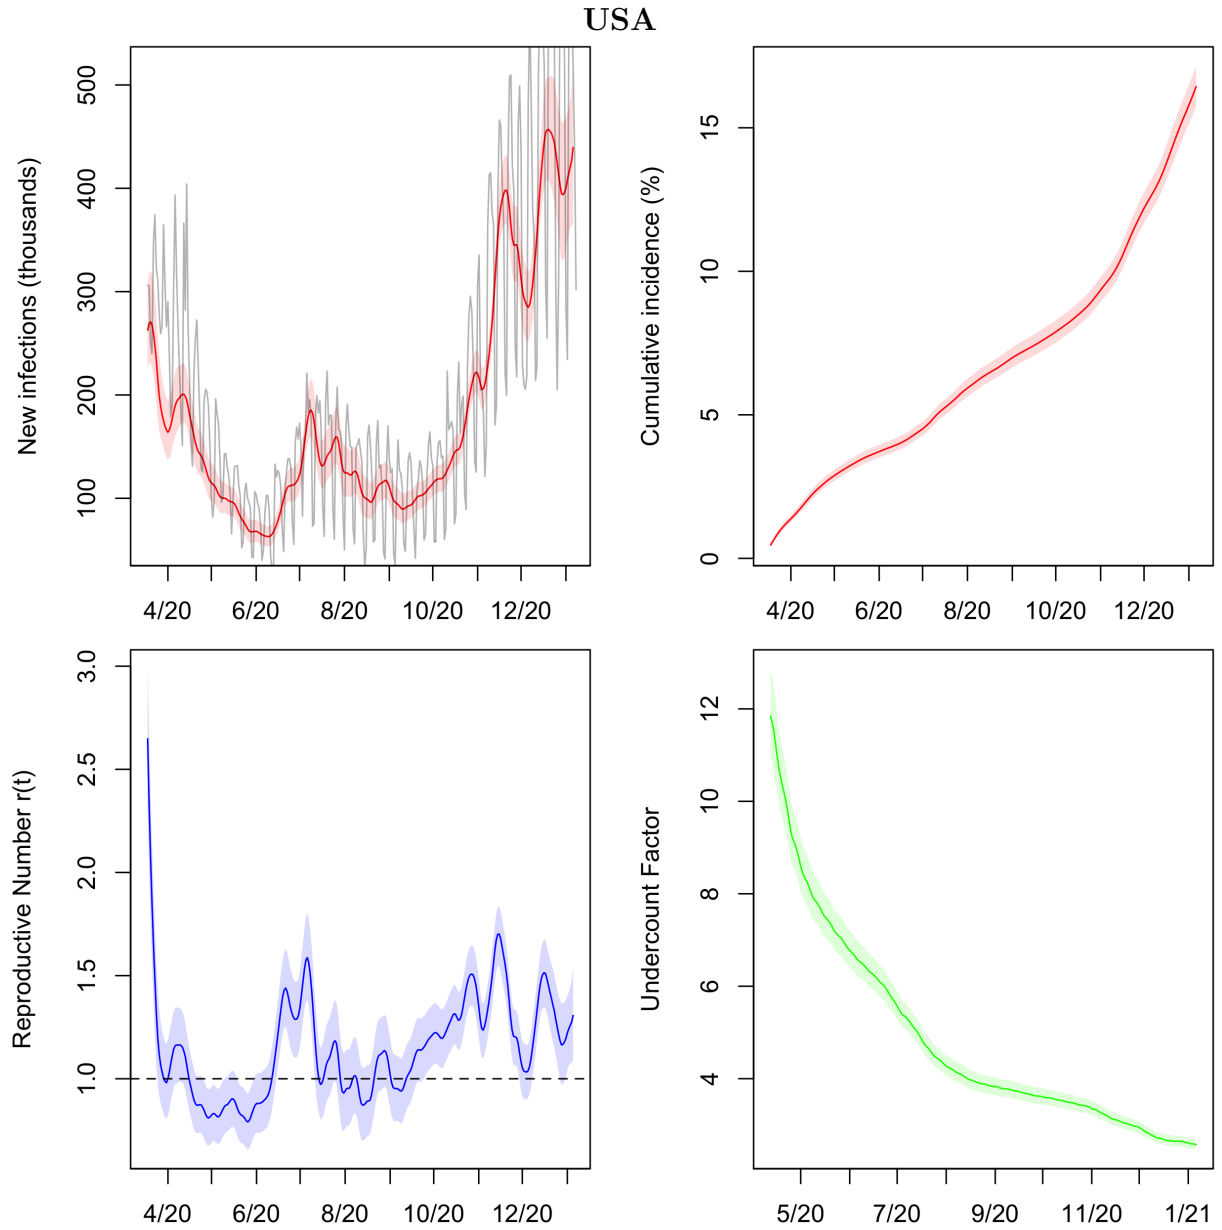 USA
New infections (thousands)
500
400
300
200
100
4/20 6/20 8/20 10/20 12/20
Cumulative incidence (%)
15
10
5
0
4/20 6/20 8/20 10/20 12/20
Reproductive Number r(t)
3.0
2.5
2.0
1.5
1.0
4/20 6/20 8/20 10/20 12/20
Undercount Factor
12
10
8
6
4
5/20 7/20 9/20 11/20 1/21